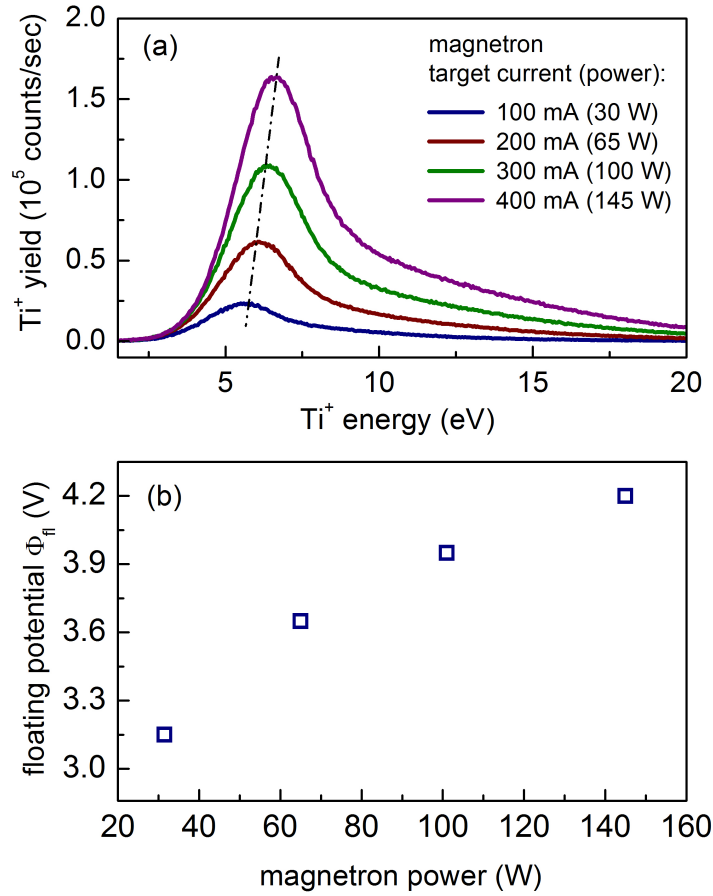 (a)
magnetron
target current (power):
100 mA (30 W)
200 mA (65 W)
300 mA (100 W)
400 mA (145 W)
Ti⁺ yield (10⁵ counts/sec)
2.0
1.5
1.0
0.5
0.0
5 10 15 20
Ti⁺ energy (eV)
(b)
floating potential Φfl (V)
4.2
3.9
3.6
3.3
3.0
20 40 60 80 100 120 140 160
magnetron power (W)